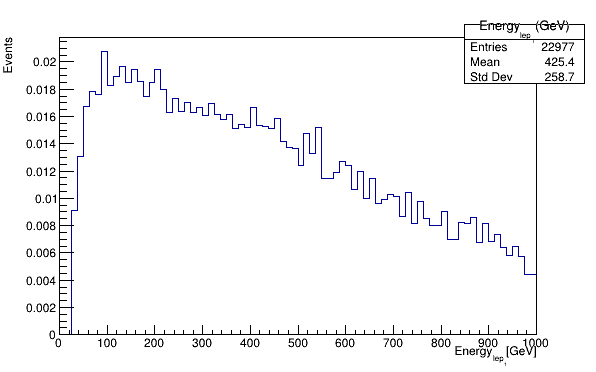 Energy_lep_1 (GeV)
Entries 22977
Mean 425.4
Std Dev 258.7
Events
0.02
0.018
0.016
0.014
0.012
0.01
0.008
0.006
0.004
0.002
0
0 100 200 300 400 500 600 700 800 900 1000
Energy_lep_1 [GeV]